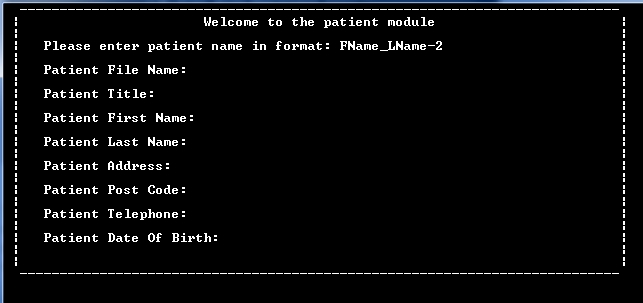 Welcome to the patient module
Please enter patient name in format: FName_LName-2
Patient File Name:
Patient Title:
Patient First Name:
Patient Last Name:
Patient Address:
Patient Post Code:
Patient Telephone:
Patient Date Of Birth: